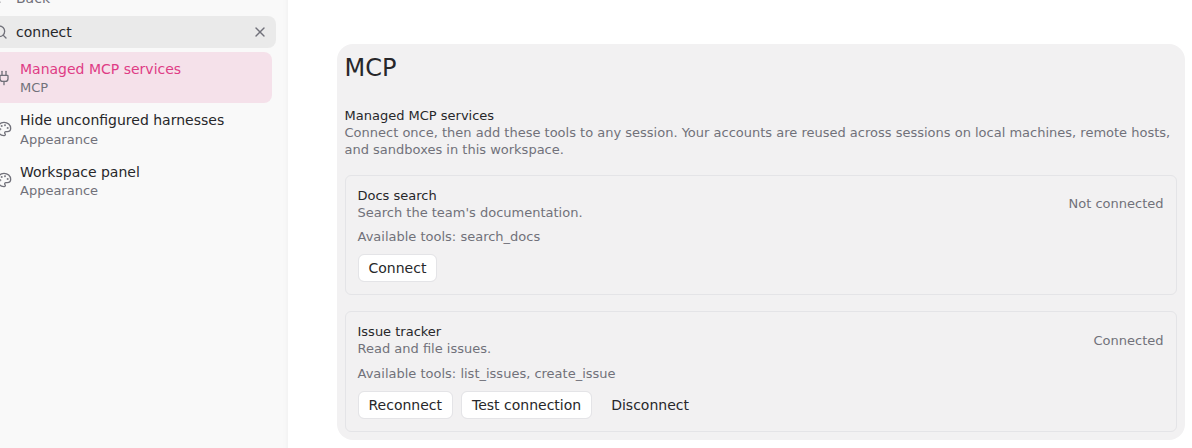 Back
connect
Managed MCP services
MCP
Hide unconfigured harnesses
Appearance
Workspace panel
Appearance
MCP
Managed MCP services
Connect once, then add these tools to any session. Your accounts are reused across sessions on local machines, remote hosts,
and sandboxes in this workspace.
Docs search
Search the team's documentation.
Not connected
Available tools: search_docs
Connect
Issue tracker
Read and file issues.
Connected
Available tools: list_issues, create_issue
Reconnect Test connection Disconnect